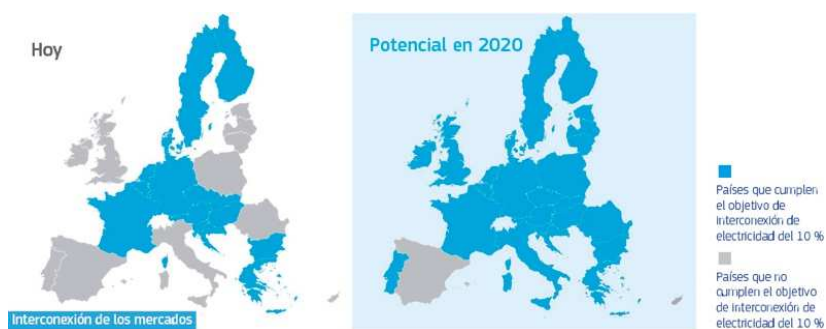 Hoy
Potencial en 2020
Países que cumplen
el objetivo de
interconexión de
electricidad del 10 %
Países que no
cumplen el objetivo
de interconexión de
electricidad del 10 %
Interconexión de los mercados